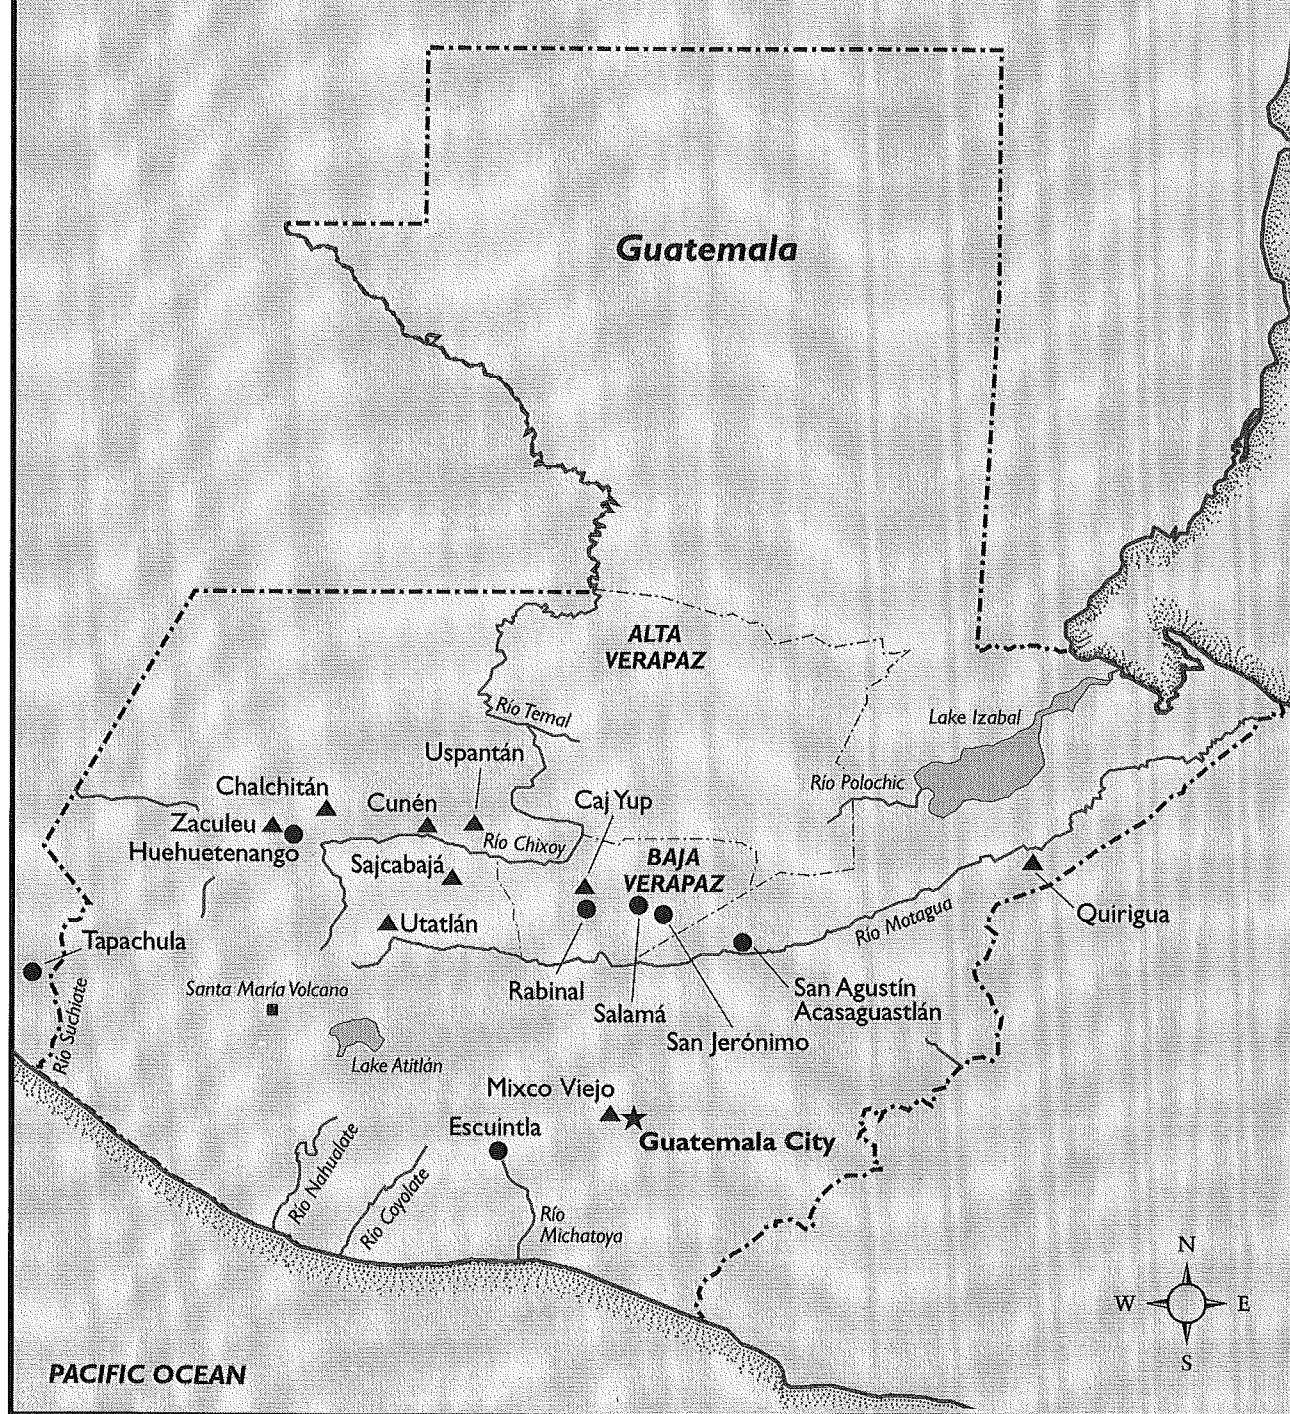 Guatemala
ALTA
VERAPAZ
Río Temal
Lake Izabal
Uspantán
Río Polochic
Chalchitán
Cunén
Caj Yup
Zaculeu
Huehuetenango
Río Chixoy
Sajcabajá
BAJA
VERAPAZ
Utatlán
Río Motagua
Quirigua
Tapachula
Santa María Volcano
Rabinal
San Agustín
Acasaguastlán
Salamá
San Jerónimo
Río Suchiate
Lake Atitlán
Mixco Viejo
Escuintla
Guatemala City
Río Nahualate
Río Coyolate
Río
Michatoya
N
W
E
S
PACIFIC OCEAN